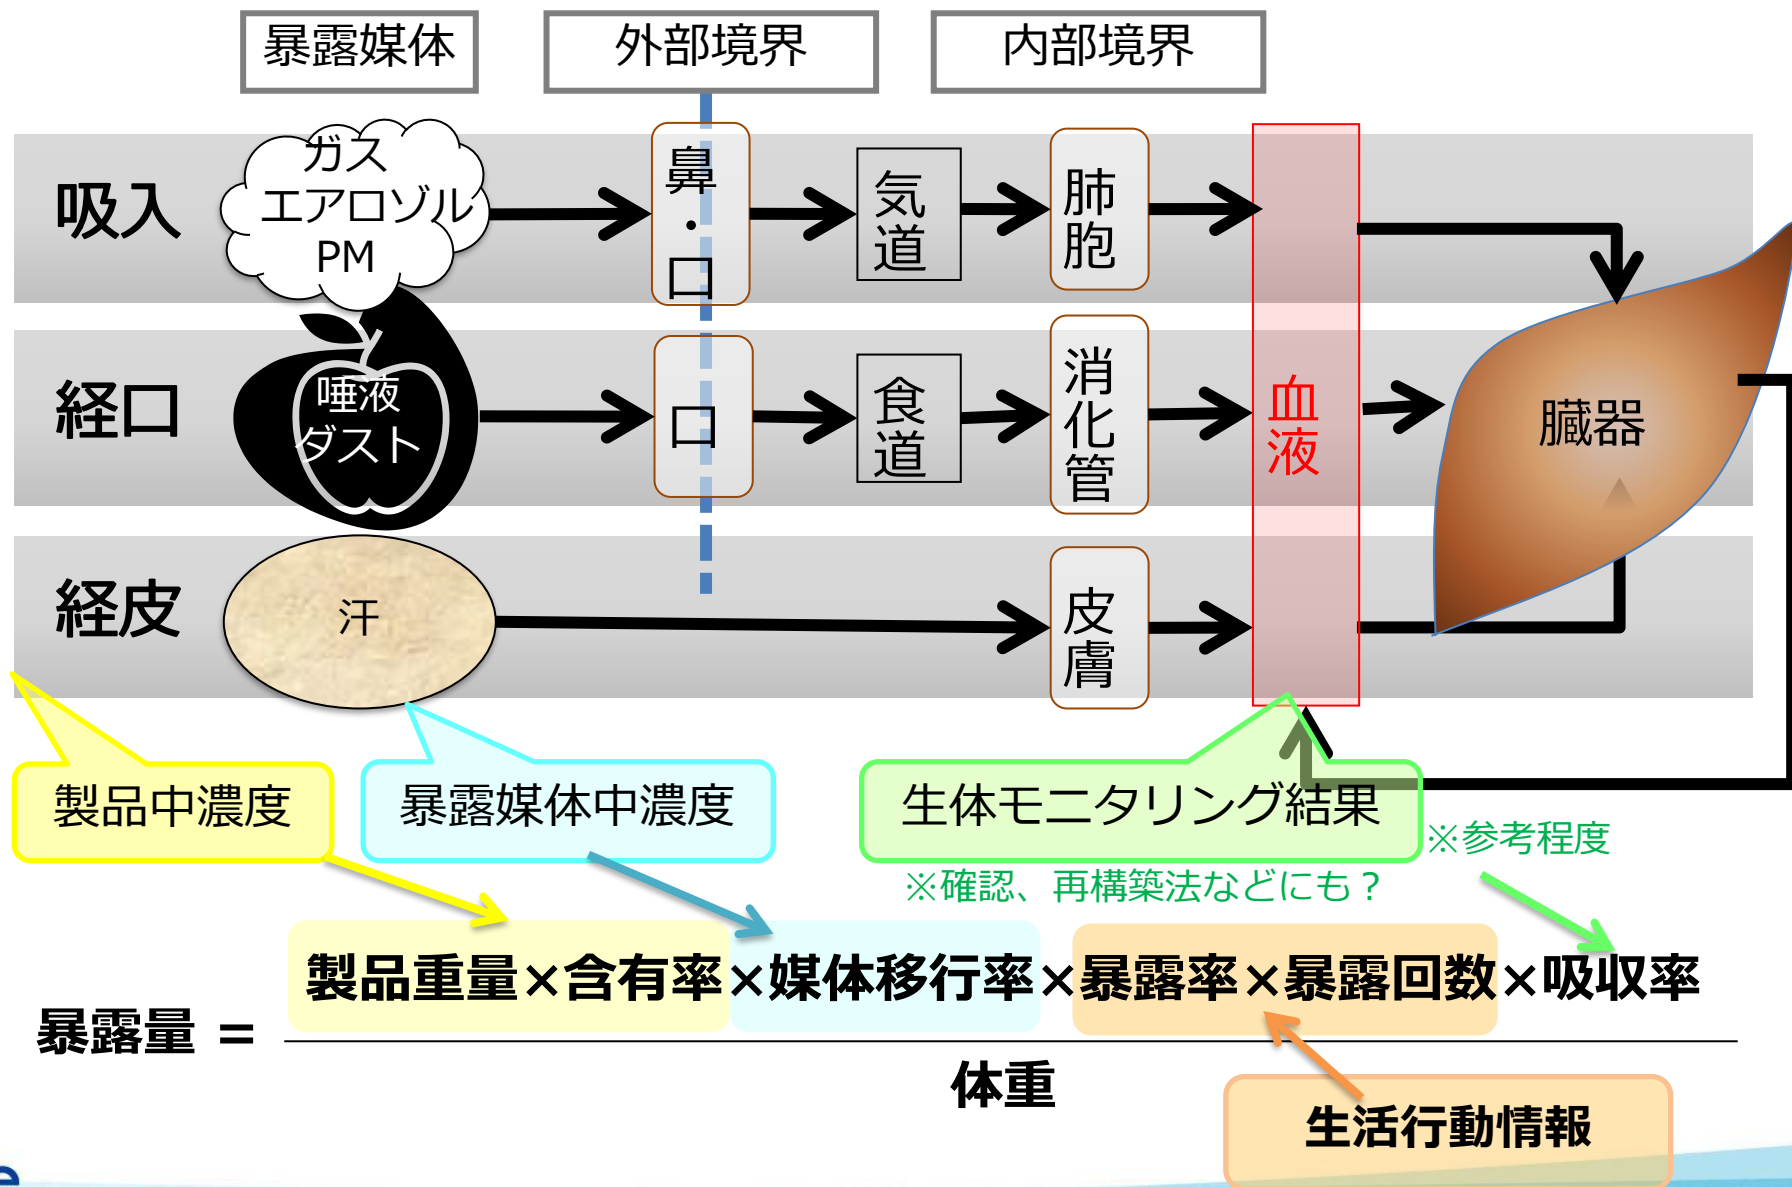 暴露媒体
外部境界
内部境界
吸入
ガス
エアロゾル
PM
鼻・口
気道
肺胞
経口
唾液
ダスト
口
食道
消化管
血液
臓器
経皮
汗
皮膚
製品中濃度
暴露媒体中濃度
生体モニタリング結果
※参考程度
※確認、再構築法などにも？
暴露量 =
製品重量×含有率×媒体移行率×暴露率×暴露回数×吸収率
体重
生活行動情報
e